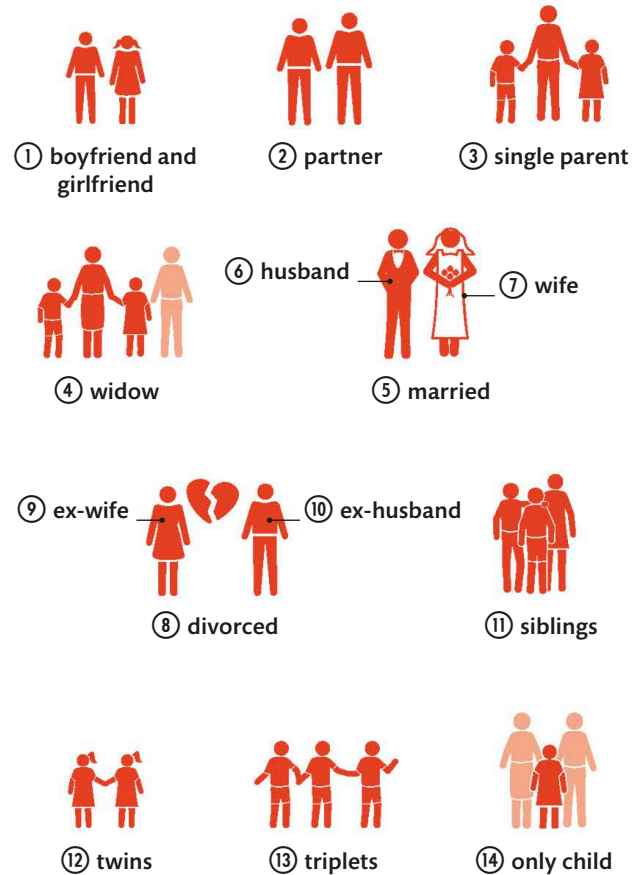 ① boyfriend and
girlfriend
② partner
③ single parent
④ widow
⑥ husband
⑦ wife
⑤ married
⑨ ex-wife
⑩ ex-husband
⑧ divorced
⑪ siblings
⑫ twins
⑬ triplets
⑭ only child